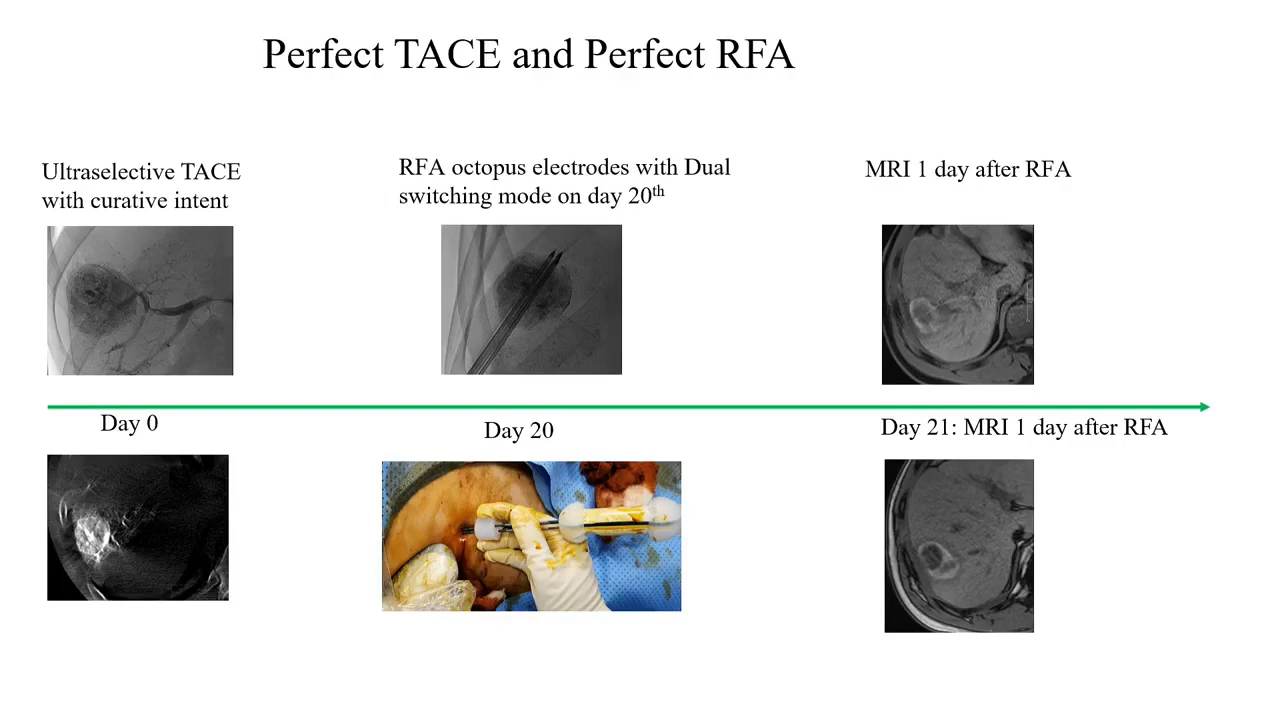 Perfect TACE and Perfect RFA
Ultraselective TACE
with curative intent
RFA octopus electrodes with Dual
switching mode on day 20th
MRI 1 day after RFA
Day 0
Day 20
Day 21: MRI 1 day after RFA